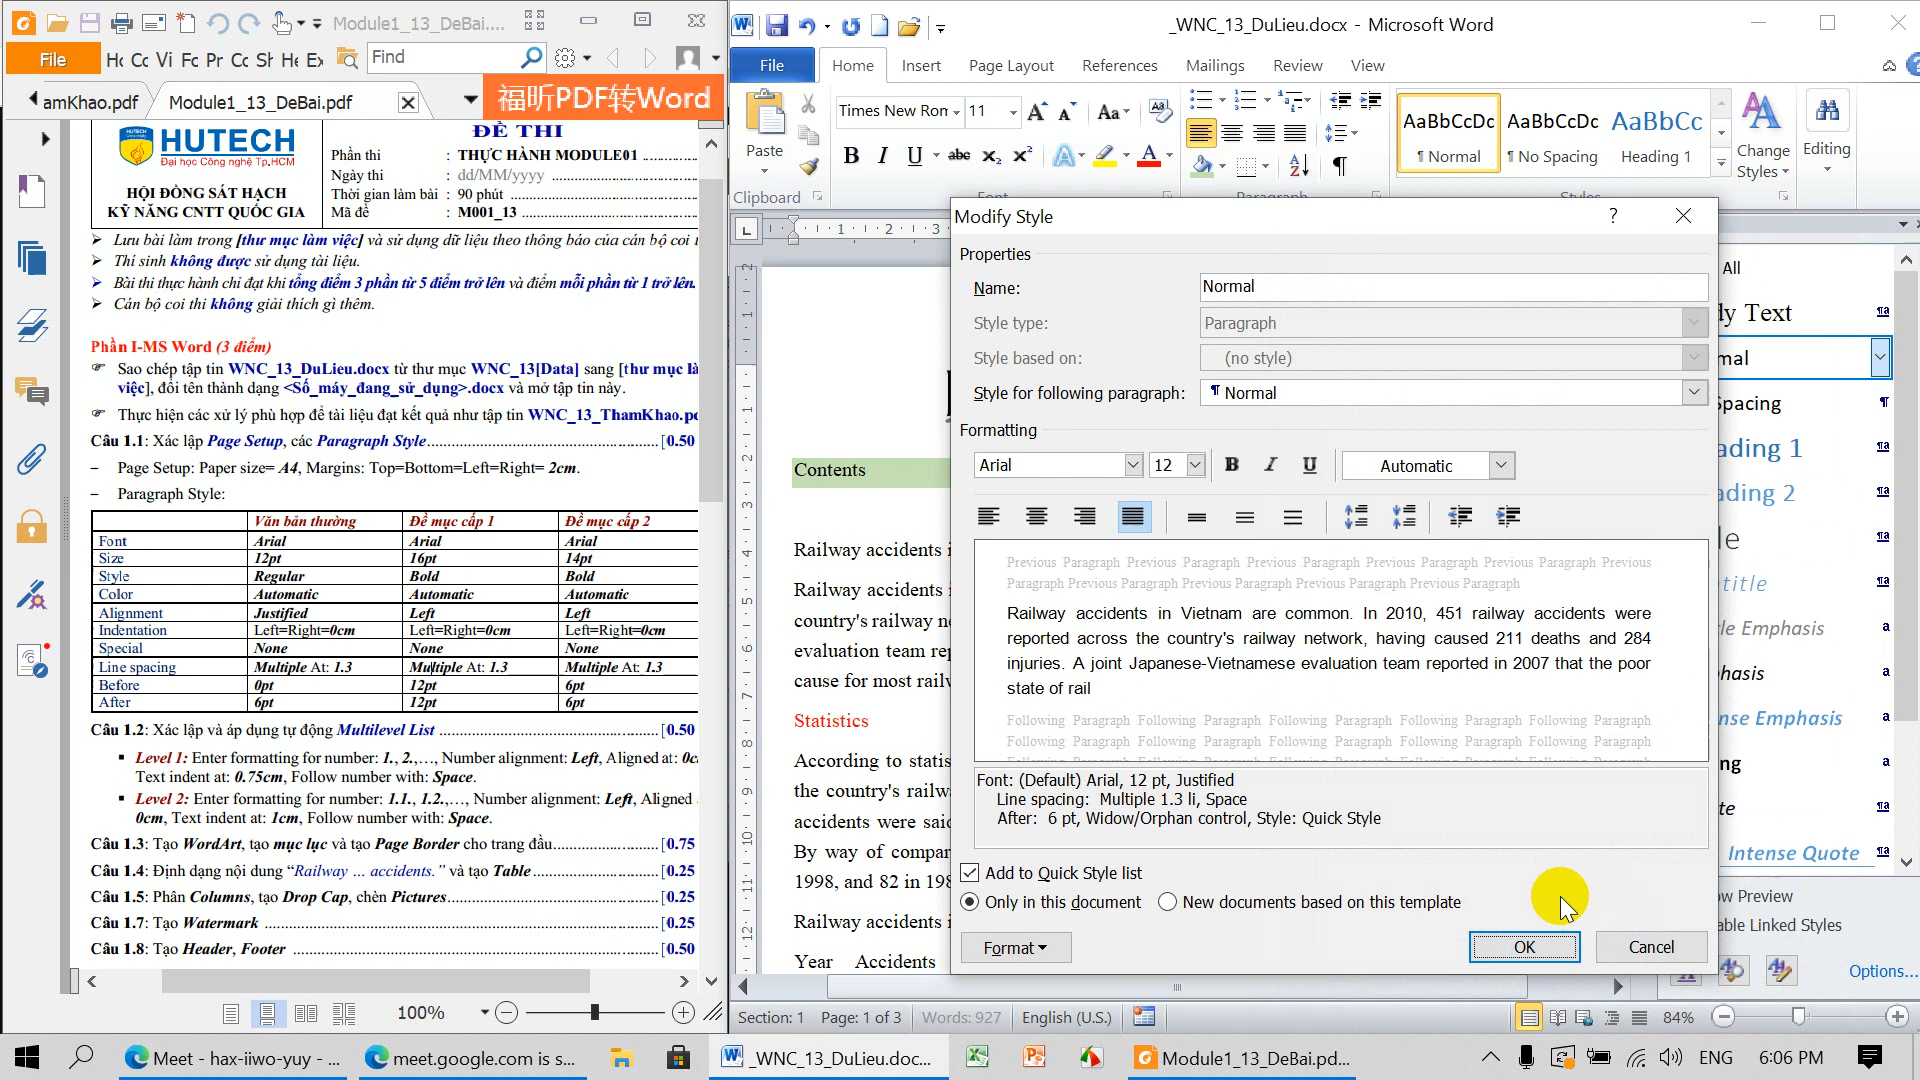 Module1_13_DeBai....
File
Ho
Cc
Vi
Fc
Pr
Cc
Sh
He
Ex
Find
amKhao.pdf
Module1_13_DeBai.pdf
福昕PDF转Word
HUTECH
Đại học Công nghệ Tp.HCM
HỘI ĐỒNG SÁT HẠCH
KỸ NĂNG CNTT QUỐC GIA
ĐỀ THI
Phần thi : THỰC HÀNH MODULE01
Ngày thi : dd/MM/yyyy
Thời gian làm bài : 90 phút
Mã đề : M001_13
Lưu bài làm trong [thư mục làm việc] và sử dụng dữ liệu theo thông báo của cán bộ coi t
Thí sinh không được sử dụng tài liệu.
Bài thi thực hành chỉ đạt khi tổng điểm 3 phần từ 5 điểm trở lên và điểm mỗi phần từ 1 trở lên.
Cán bộ coi thi không giải thích gì thêm.
Phần I-MS Word (3 điểm)
Sao chép tập tin WNC_13_DuLieu.docx từ thư mục WNC_13[Data] sang [thư mục là
việc], đổi tên thành dạng <Số_máy_đang_sử_dụng>.docx và mở tập tin này.
Thực hiện các xử lý phù hợp để tài liệu đạt kết quả như tập tin WNC_13_ThamKhao.pd
Câu 1.1: Xác lập Page Setup, các Paragraph Style [0.50
– Page Setup: Paper size= A4, Margins: Top=Bottom=Left=Right= 2cm.
– Paragraph Style:
Văn bản thường Đề mục cấp 1 Đề mục cấp 2
Font Arial Arial Arial
Size 12pt 16pt 14pt
Style Regular Bold Bold
Color Automatic Automatic Automatic
Alignment Justified Left Left
Indentation Left=Right=0cm Left=Right=0cm Left=Right=0cm
Special None None None
Line spacing Multiple At: 1.3 Multiple At: 1.3 Multiple At: 1.3
Before 0pt 12pt 6pt
After 6pt 12pt 6pt
Câu 1.2: Xác lập và áp dụng tự động Multilevel List [0.50
Level 1: Enter formatting for number: 1., 2.,…, Number alignment: Left, Aligned at: 0c
Text indent at: 0.75cm, Follow number with: Space.
Level 2: Enter formatting for number: 1.1., 1.2.,…, Number alignment: Left, Aligned
0cm, Text indent at: 1cm, Follow number with: Space.
Câu 1.3: Tạo WordArt, tạo mục lục và tạo Page Border cho trang đầu [0.75
Câu 1.4: Định dạng nội dung “Railway ... accidents.” và tạo Table [0.25
Câu 1.5: Phân Columns, tạo Drop Cap, chèn Pictures [0.25
Câu 1.7: Tạo Watermark [0.25
Câu 1.8: Tạo Header, Footer [0.50
100%
_WNC_13_DuLieu.docx - Microsoft Word
File Home Insert Page Layout References Mailings Review View
Paste
Clipboard
Times New Rom 11
Font
Paragraph
AaBbCcDc AaBbCcDc AaBbCc
¶ Normal ¶ No Spacing Heading 1
Styles
Change
Styles
Editing
Contents
Railway accidents i
Railway accidents i
country's railway ne
evaluation team rep
cause for most railw
Statistics
According to statis
the country's railw
accidents were said
By way of compar
1998, and 82 in 198
Railway accidents i
Year Accidents
Modify Style
Properties
Name: Normal
Style type: Paragraph
Style based on: (no style)
Style for following paragraph: ¶ Normal
Formatting
Arial 12 B I U Automatic
Previous Paragraph Previous Paragraph Previous Paragraph Previous Paragraph Previous Paragraph Previous
Paragraph Previous Paragraph Previous Paragraph Previous Paragraph Previous Paragraph
Railway accidents in Vietnam are common. In 2010, 451 railway accidents were
reported across the country's railway network, having caused 211 deaths and 284
injuries. A joint Japanese-Vietnamese evaluation team reported in 2007 that the poor
state of rail
Following Paragraph Following Paragraph Following Paragraph Following Paragraph Following Paragraph
Following Paragraph Following Paragraph Following Paragraph Following Paragraph Following Paragraph
Font: (Default) Arial, 12 pt, Justified
Line spacing: Multiple 1.3 li, Space
After: 6 pt, Widow/Orphan control, Style: Quick Style
Add to Quick Style list
Only in this document New documents based on this template
Format OK Cancel
All
dy Text
mal
Spacing
ading 1
ading 2
le
title
le Emphasis
hasis
nse Emphasis
ng
te
Intense Quote
ow Preview
able Linked Styles
Options...
Section: 1 Page: 1 of 3 Words: 927 English (U.S.) 84%
Meet - hax-iiwo-yuy - ...
meet.google.com is s...
_WNC_13_DuLieu.doc...
Module1_13_DeBai.pd...
ENG 6:06 PM